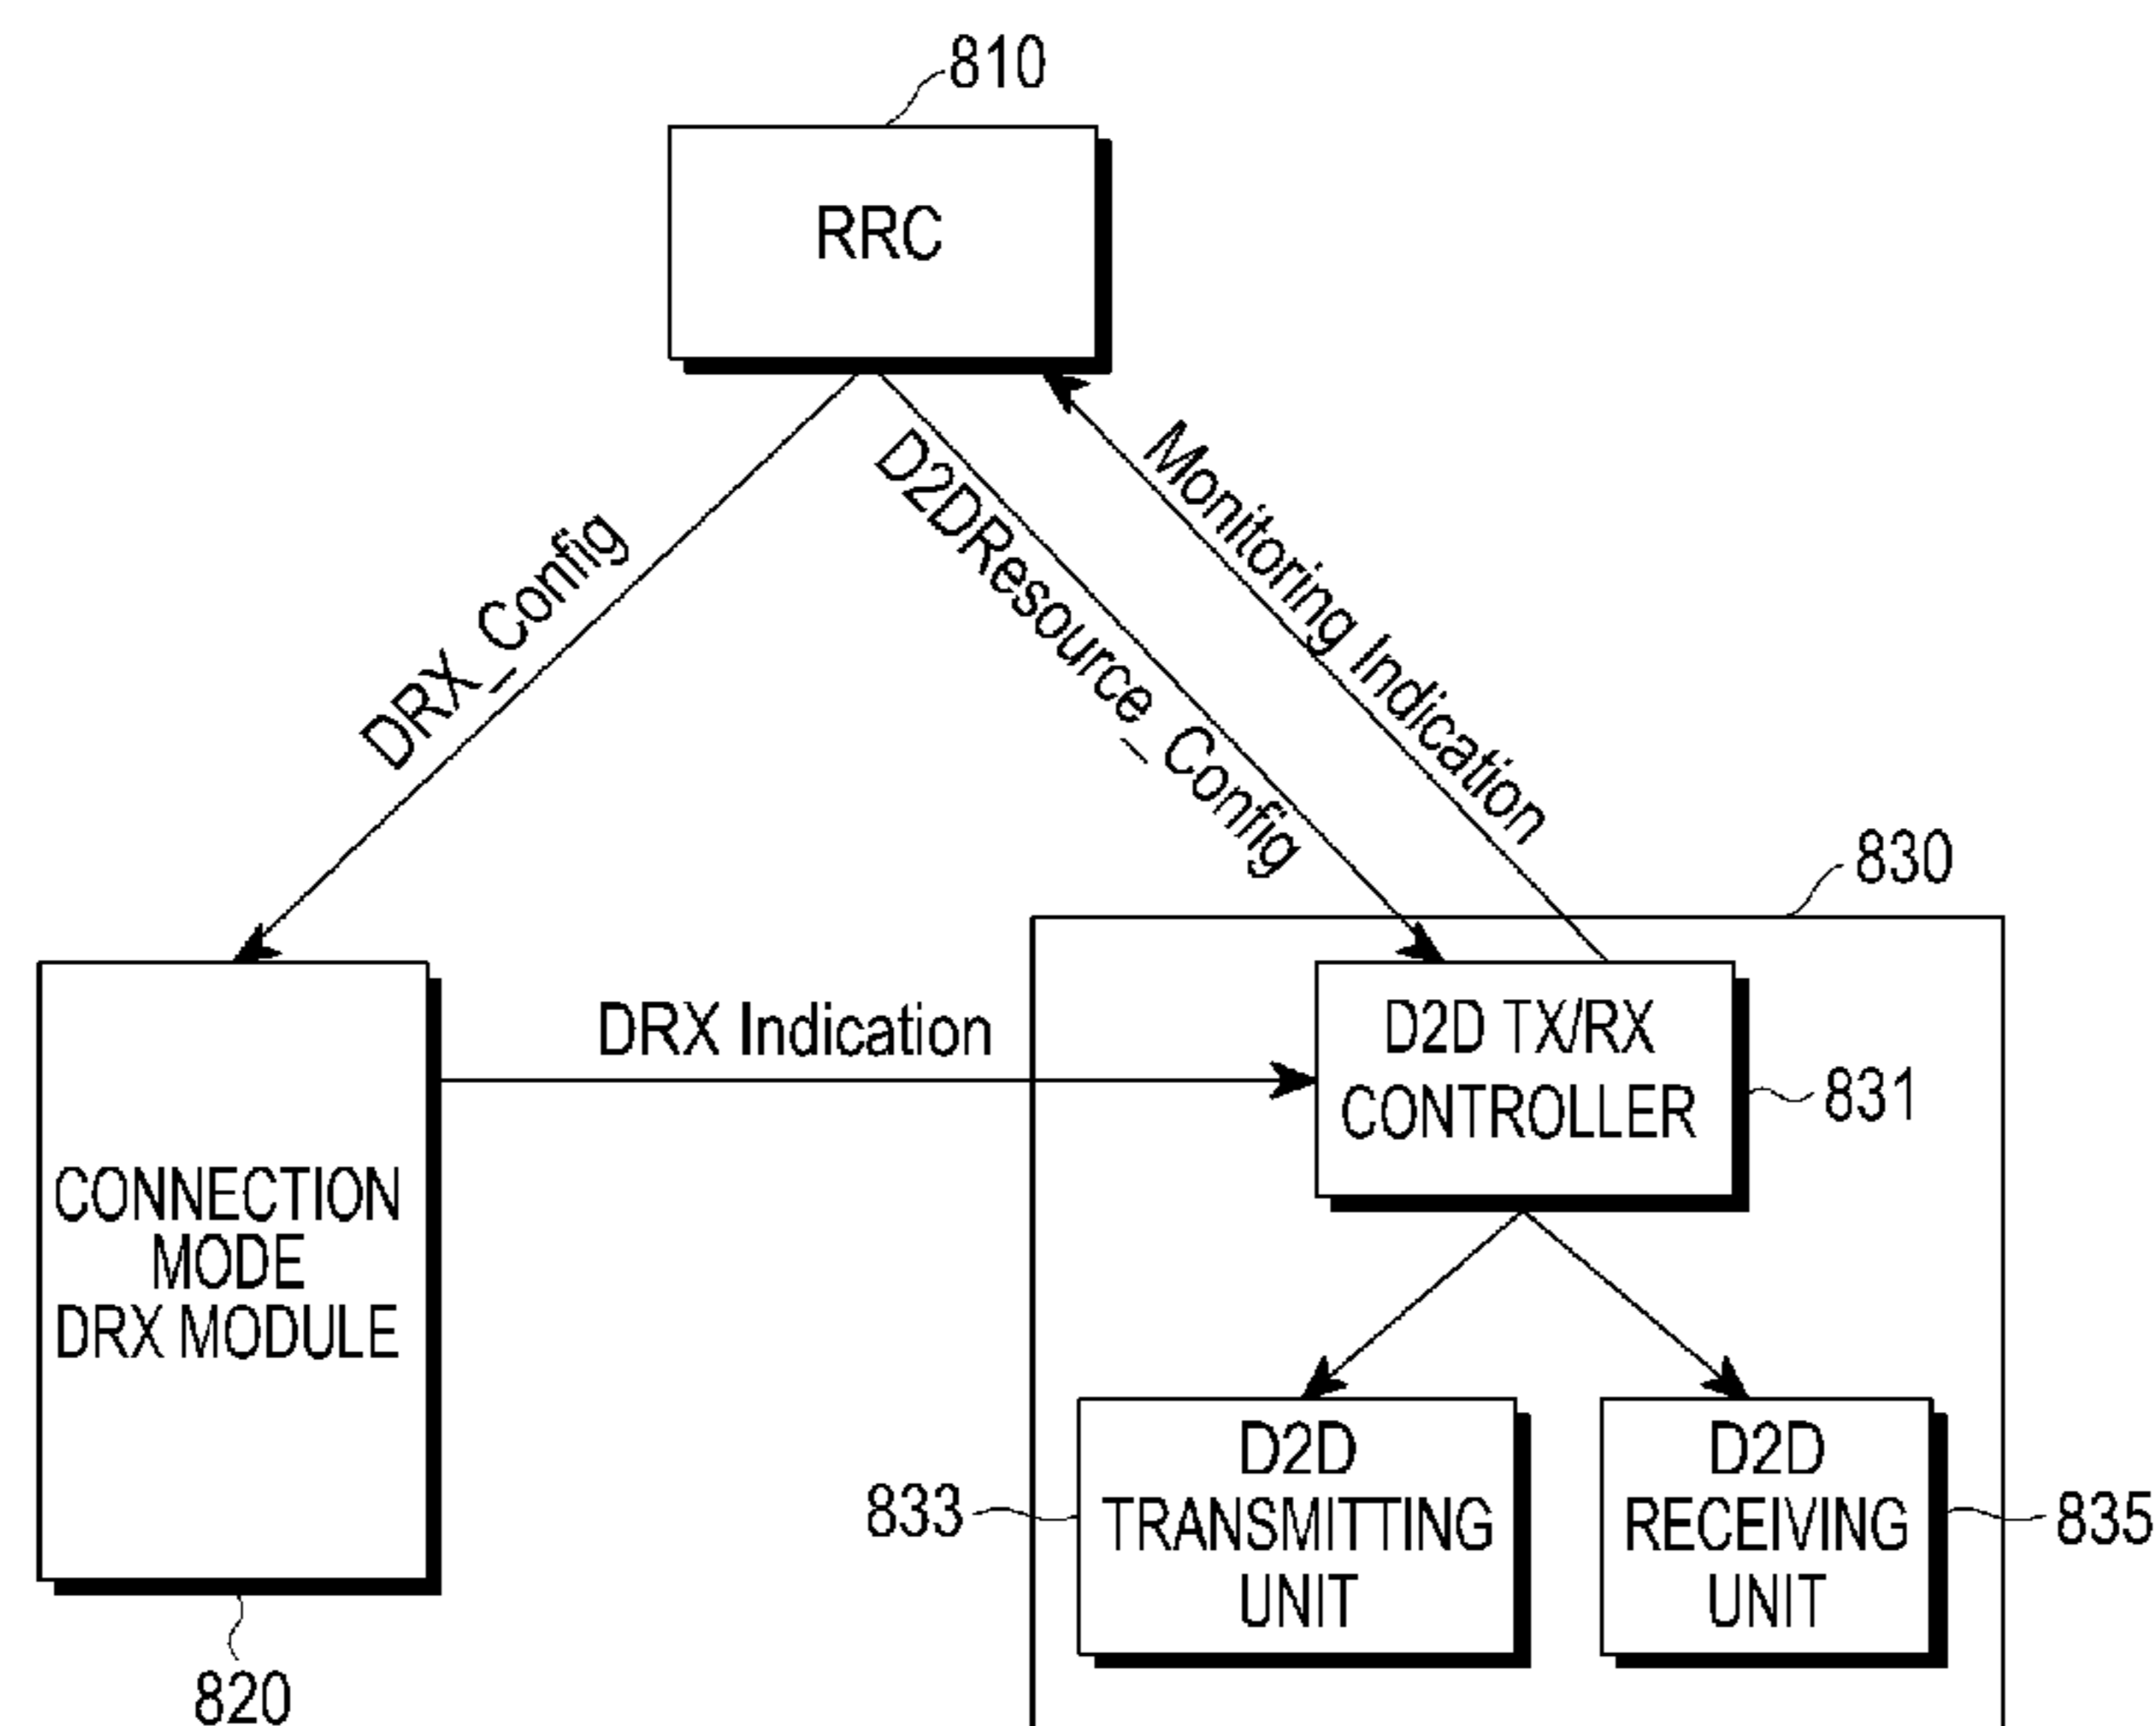 810
RRC
DRX_Config
D2DResource_Config
Monitoring Indication
830
DRX Indication
D2D TX/RX
CONTROLLER
831
CONNECTION
MODE
DRX MODULE
820
D2D
TRANSMITTING
UNIT
833
D2D
RECEIVING
UNIT
835